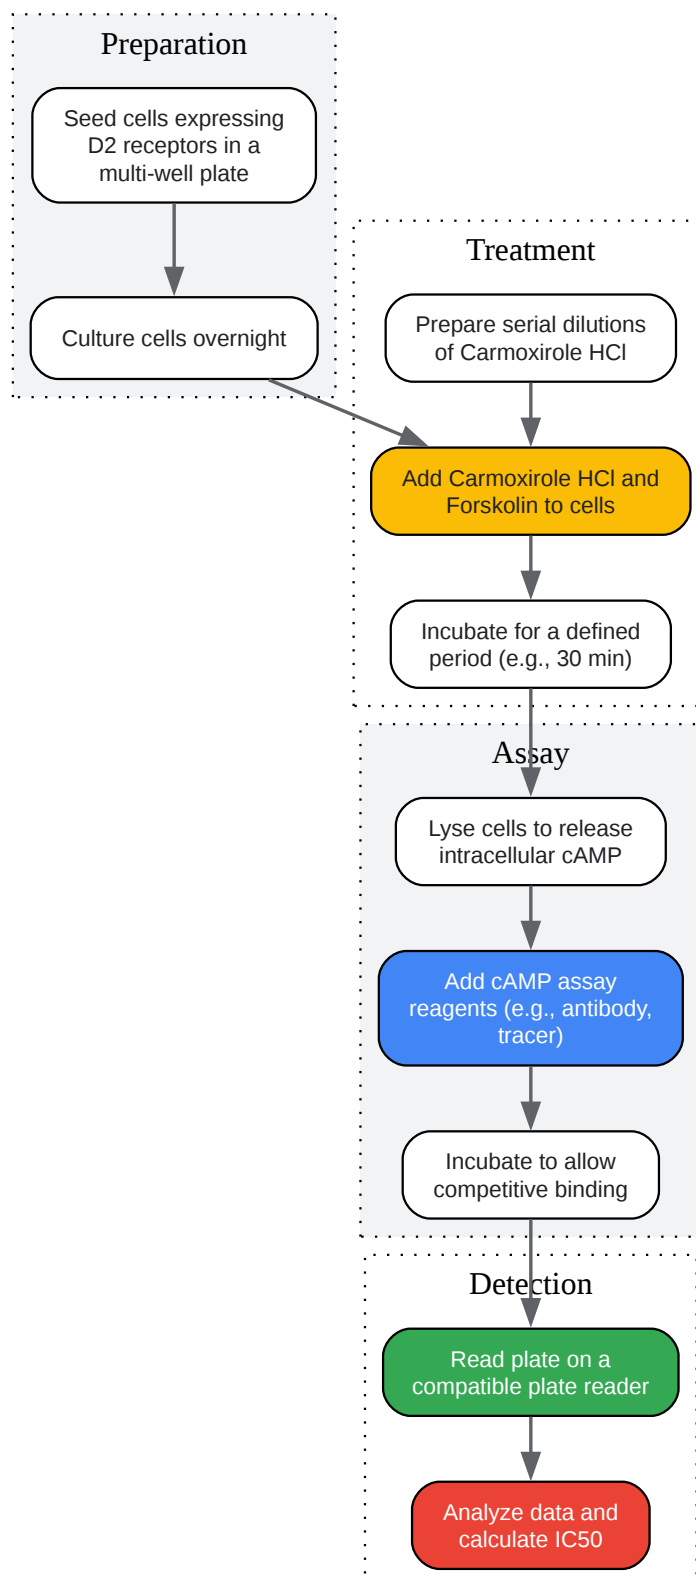 Preparation
Seed cells expressing
D2 receptors in a
multi-well plate
Culture cells overnight
Treatment
Prepare serial dilutions
of Carmoxirole HCl
Add Carmoxirole HCl and
Forskolin to cells
Incubate for a defined
period (e.g., 30 min)
Assay
Lyse cells to release
intracellular cAMP
Add cAMP assay
reagents (e.g., antibody,
tracer)
Incubate to allow
competitive binding
Detection
Read plate on a
compatible plate reader
Analyze data and
calculate IC50